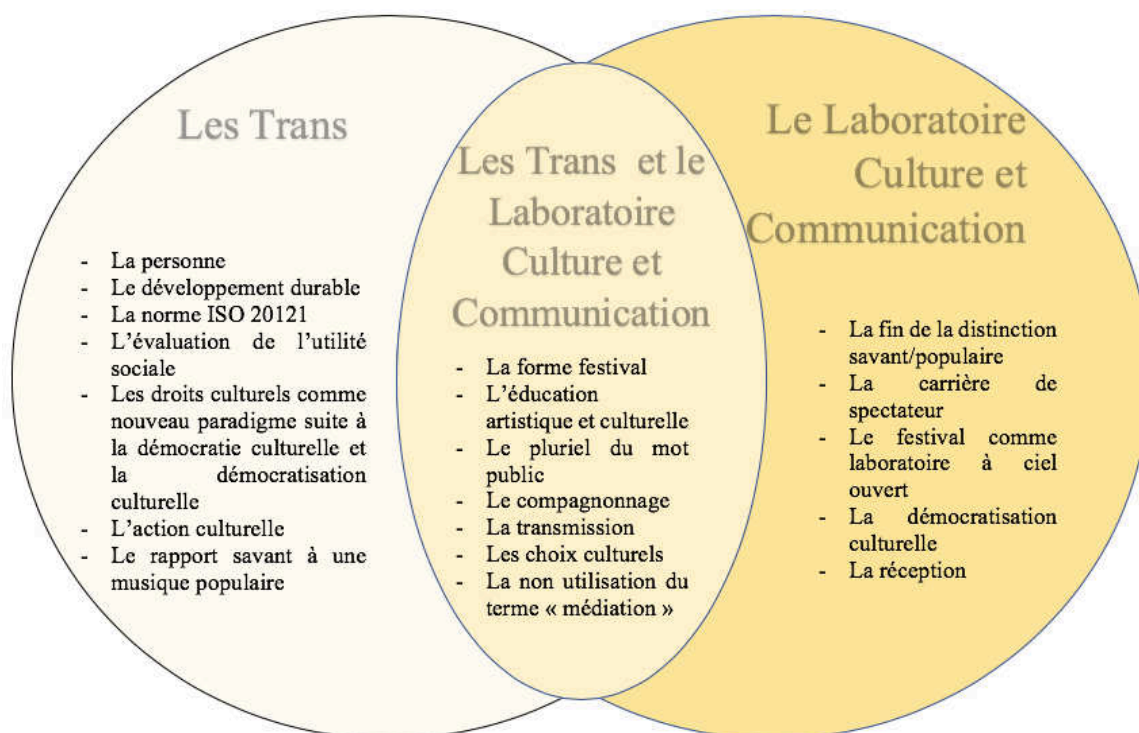 Les Trans
- La personne
- Le développement durable
- La norme ISO 20121
- L'évaluation de l'utilité
sociale
- Les droits culturels comme
nouveau paradigme suite à
la démocratie culturelle et
la démocratisation
culturelle
- L'action culturelle
- Le rapport savant à une
musique populaire
Les Trans et le
Laboratoire
Culture et
Communication
- La forme festival
- L'éducation
artistique et culturelle
- Le pluriel du mot
public
- Le compagnonnage
- La transmission
- Les choix culturels
- La non utilisation du
terme « médiation »
Le Laboratoire
Culture et
Communication
- La fin de la distinction
savant/populaire
- La carrière de
spectateur
- Le festival comme
laboratoire à ciel
ouvert
- La démocratisation
culturelle
- La réception